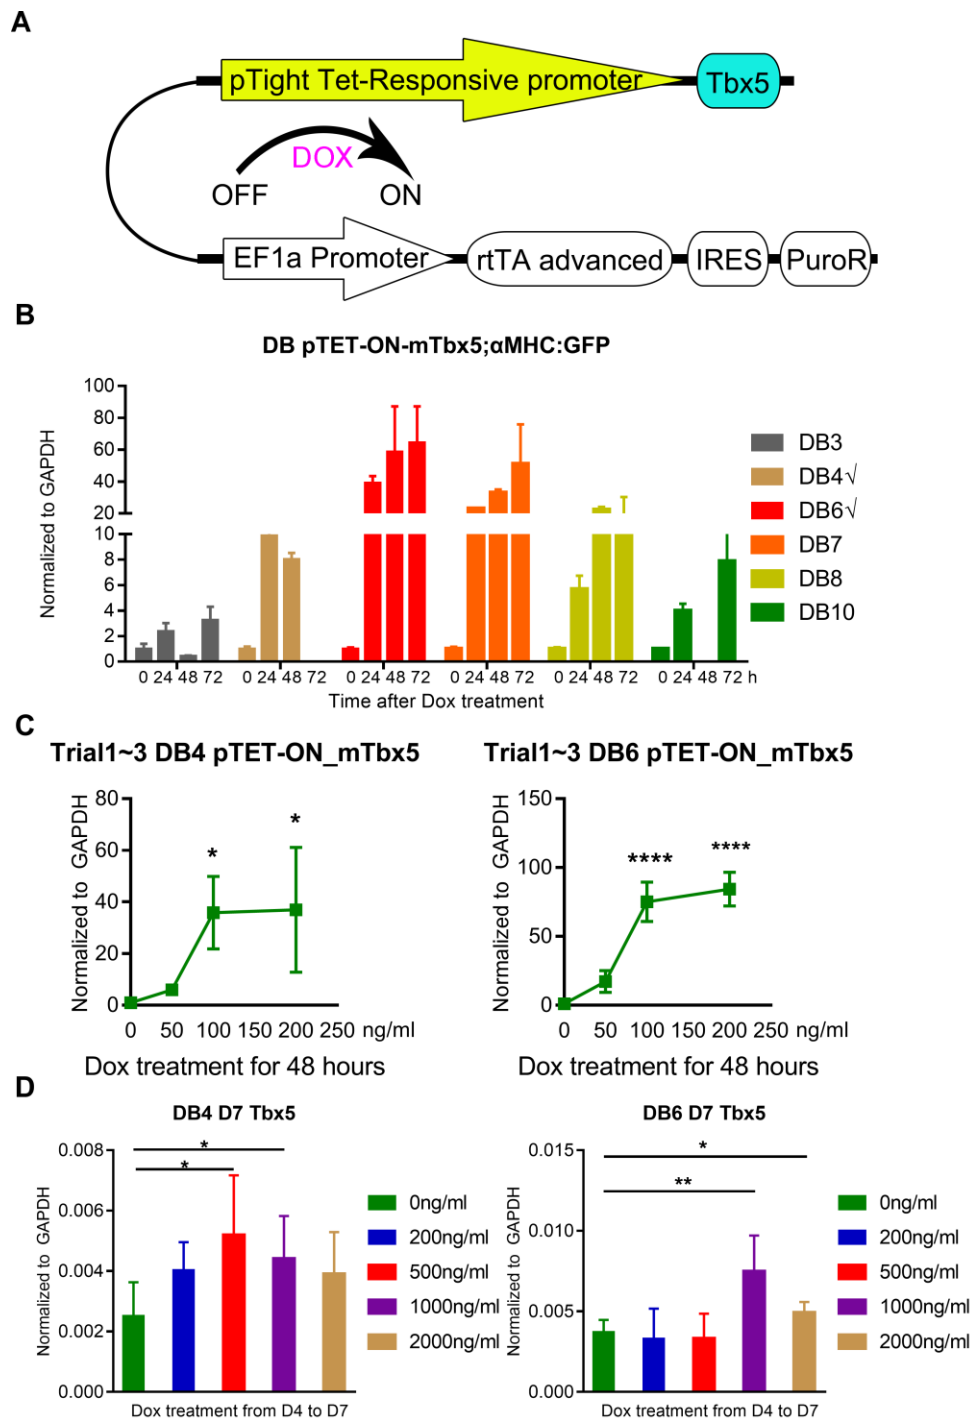 A
pTight Tet-Responsive promoter
Tbx5
DOX
OFF
ON
EF1a Promoter
rtTA advanced
IRES
PuroR
B
DB pTET-ON-mTbx5;αMHC:GFP
Normalized to GAPDH
100
80
60
40
20
10
8
6
4
2
0
0 24 48 72 0 24 48 72 0 24 48 72 0 24 48 72 0 24 48 72 0 24 48 72 h
Time after Dox treatment
DB3
DB4√
DB6√
DB7
DB8
DB10
C
Trial1~3 DB4 pTET-ON_mTbx5
Normalized to GAPDH
80
60
40
20
0
* *
0 50 100 150 200 250 ng/ml
Dox treatment for 48 hours
Trial1~3 DB6 pTET-ON_mTbx5
Normalized to GAPDH
150
100
50
0
**** ****
0 50 100 150 200 250 ng/ml
Dox treatment for 48 hours
D
DB4 D7 Tbx5
Normalized to GAPDH
0.008
0.006
0.004
0.002
0.000
*
*
Dox treatment from D4 to D7
0ng/ml
200ng/ml
500ng/ml
1000ng/ml
2000ng/ml
DB6 D7 Tbx5
Normalized to GAPDH
0.015
0.010
0.005
0.000
*
**
Dox treatment from D4 to D7
0ng/ml
200ng/ml
500ng/ml
1000ng/ml
2000ng/ml